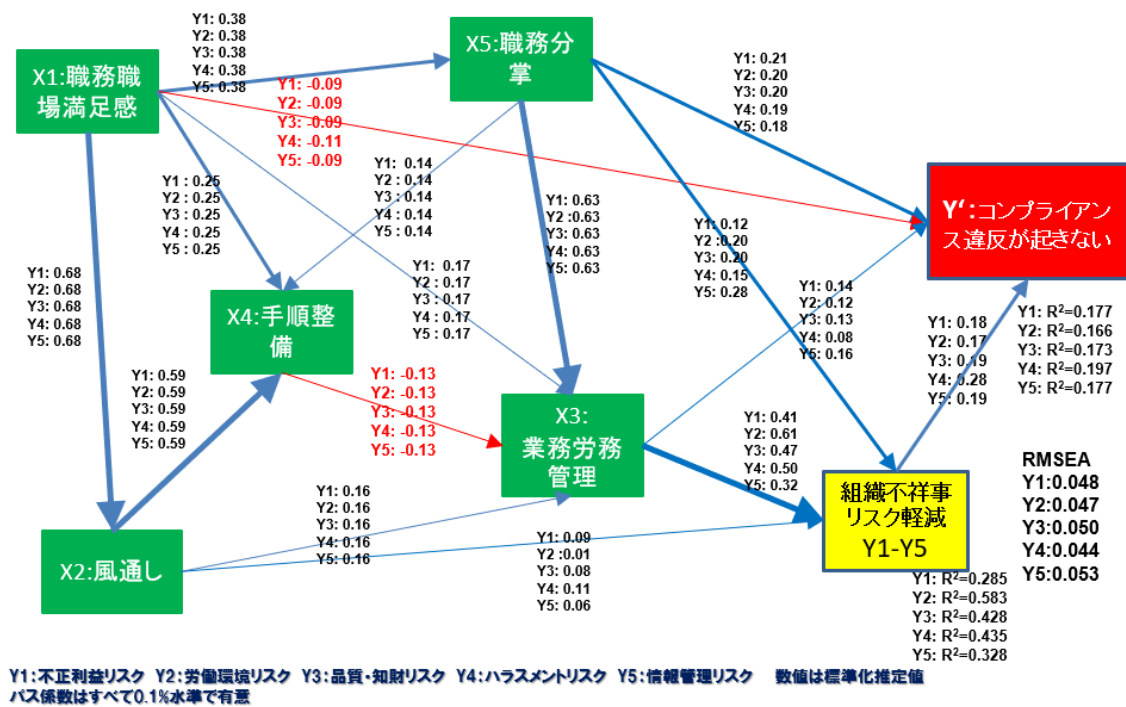 X1:職務職
場満足感
Y1: 0.38
Y2: 0.38
Y3: 0.38
Y4: 0.38
Y5: 0.38
X5:職務分
掌
Y1: -0.09
Y2: -0.09
Y3: -0.09
Y4: -0.11
Y5: -0.09
Y1: 0.21
Y2: 0.20
Y3: 0.20
Y4: 0.19
Y5: 0.18
Y1 : 0.25
Y2 : 0.25
Y3 : 0.25
Y4 : 0.25
Y5 : 0.25
Y1 : 0.14
Y2 : 0.14
Y3 : 0.14
Y4 : 0.14
Y5 : 0.14
Y1: 0.63
Y2 :0.63
Y3: 0.63
Y4: 0.63
Y5: 0.63
Y1: 0.12
Y2 :0.20
Y3: 0.20
Y4: 0.15
Y5: 0.28
Y‘:コンプライアン
ス違反が起きない
Y1: 0.68
Y2: 0.68
Y3: 0.68
Y4: 0.68
Y5: 0.68
X4:手順整
備
Y1 : 0.17
Y2 : 0.17
Y3 : 0.17
Y4 : 0.17
Y5 : 0.17
Y1: 0.14
Y2: 0.12
Y3: 0.13
Y4: 0.08
Y5: 0.16
Y1: 0.18
Y2: 0.17
Y3: 0.19
Y4: 0.28
Y5: 0.19
Y1: R²=0.177
Y2: R²=0.166
Y3: R²=0.173
Y4: R²=0.197
Y5: R²=0.177
Y1: 0.59
Y2: 0.59
Y3: 0.59
Y4: 0.59
Y5: 0.59
Y1: -0.13
Y2: -0.13
Y3: -0.13
Y4: -0.13
Y5: -0.13
X3:
業務労務
管理
Y1: 0.41
Y2: 0.61
Y3: 0.47
Y4: 0.50
Y5: 0.32
組織不祥事
リスク軽減
Y1-Y5
RMSEA
Y1:0.048
Y2:0.047
Y3:0.050
Y4:0.044
Y5:0.053
X2:風通し
Y1: 0.16
Y2: 0.16
Y3: 0.16
Y4: 0.16
Y5: 0.16
Y1: 0.09
Y2 :0.01
Y3: 0.08
Y4: 0.11
Y5: 0.06
Y1: R²=0.285
Y2: R²=0.583
Y3: R²=0.428
Y4: R²=0.435
Y5: R²=0.328
Y1:不正利益リスク Y2:労働環境リスク Y3:品質・知財リスク Y4:ハラスメントリスク Y5:情報管理リスク 数値は標準化推定値
パス係数はすべて0.1%水準で有意